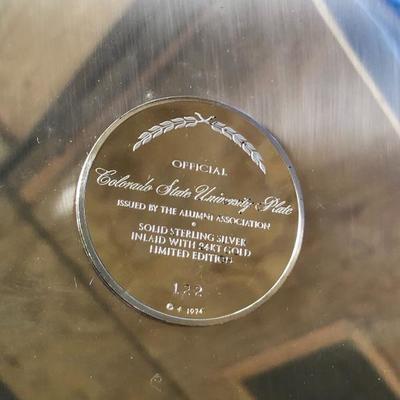 OFFICIAL
Colorado State University Plate
ISSUED BY THE ALUMNI ASSOCIATION
SOLID STERLING SILVER
INLAID WITH 24KT GOLD
LIMITED EDITION
122
© 1974